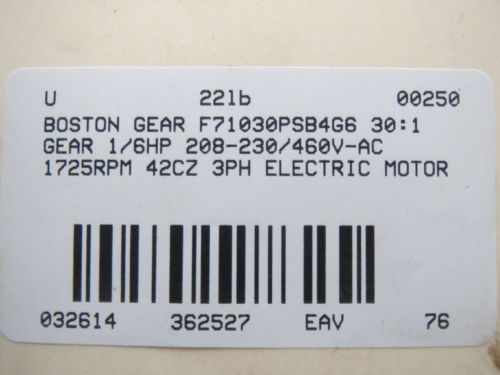 U 22lb 00250
BOSTON GEAR F71030PSB4G6 30:1
GEAR 1/6HP 208-230/460V-AC
1725RPM 42CZ 3PH ELECTRIC MOTOR
032614 362527 EAV 76